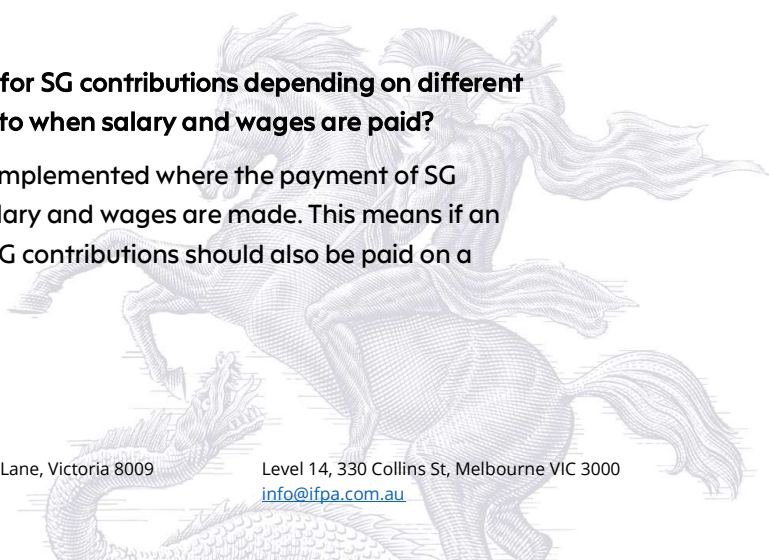 for SG contributions depending on different
to when salary and wages are paid?
mplemented where the payment of SG
lary and wages are made. This means if an
G contributions should also be paid on a
Lane, Victoria 8009
Level 14, 330 Collins St, Melbourne VIC 3000
info@ifpa.com.au